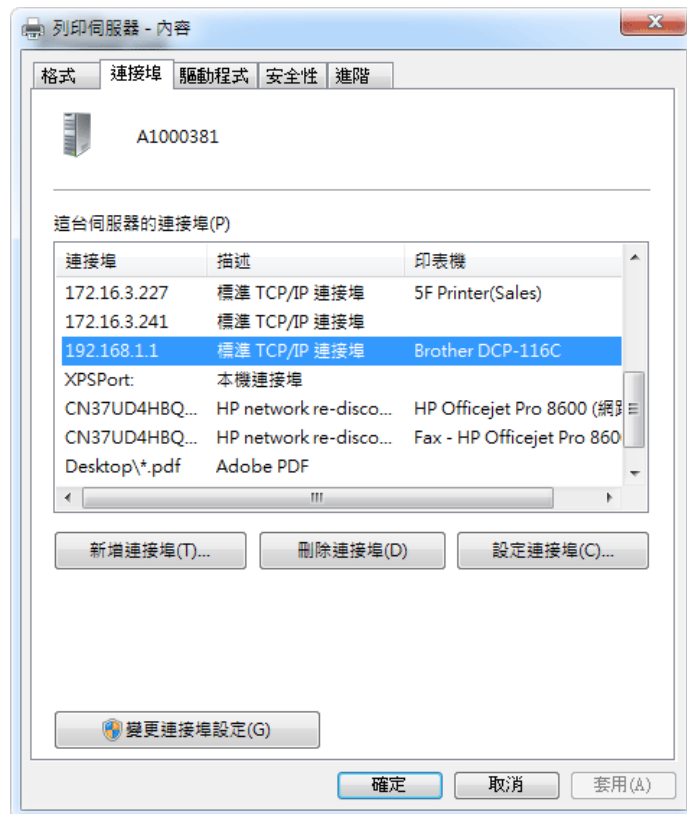 列印伺服器 - 內容
格式 連接埠 驅動程式 安全性 進階
A1000381
這台伺服器的連接埠(P)
連接埠 描述 印表機
172.16.3.227 標準 TCP/IP 連接埠 5F Printer(Sales)
172.16.3.241 標準 TCP/IP 連接埠
192.168.1.1 標準 TCP/IP 連接埠 Brother DCP-116C
XPSPort: 本機連接埠
CN37UD4HBQ... HP network re-disco... HP Officejet Pro 8600 (網路
CN37UD4HBQ... HP network re-disco... Fax - HP Officejet Pro 860
Desktop\*.pdf Adobe PDF
新增連接埠(T)... 刪除連接埠(D) 設定連接埠(C)...
變更連接埠設定(G)
確定 取消 套用(A)